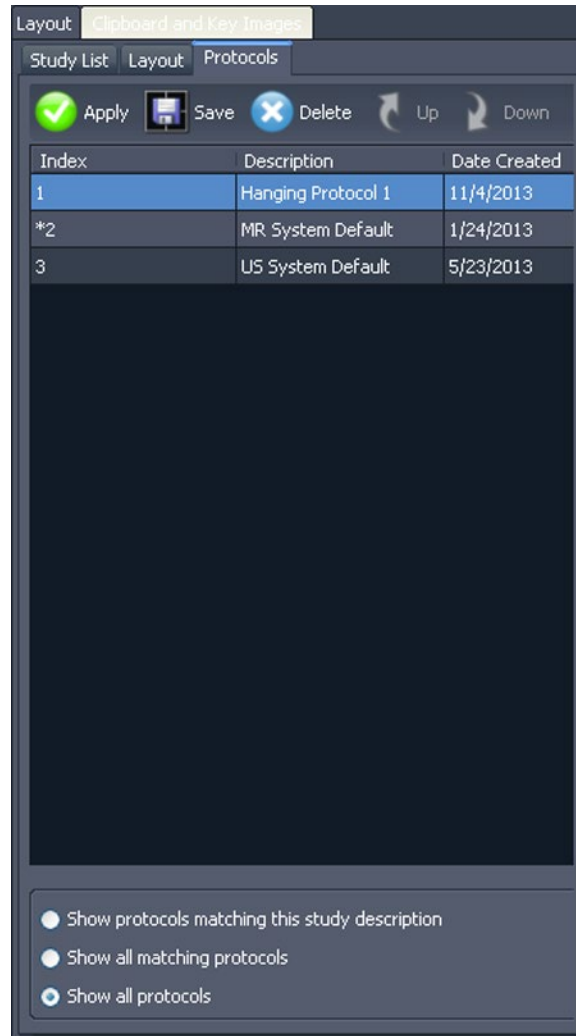 Layout Clipboard and Key Images
Study List Layout Protocols
Apply Save Delete Up Down
Index Description Date Created
1 Hanging Protocol 1 11/4/2013
*2 MR System Default 1/24/2013
3 US System Default 5/23/2013
Show protocols matching this study description
Show all matching protocols
Show all protocols